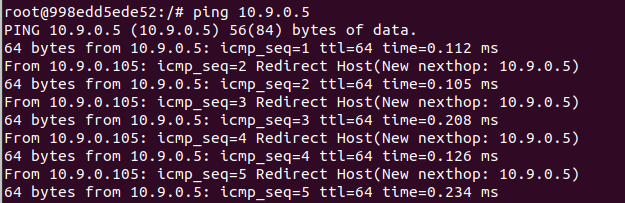 root@998edd5ede52:/# ping 10.9.0.5
PING 10.9.0.5 (10.9.0.5) 56(84) bytes of data.
64 bytes from 10.9.0.5: icmp_seq=1 ttl=64 time=0.112 ms
From 10.9.0.105: icmp_seq=2 Redirect Host(New nexthop: 10.9.0.5)
64 bytes from 10.9.0.5: icmp_seq=2 ttl=64 time=0.105 ms
From 10.9.0.105: icmp_seq=3 Redirect Host(New nexthop: 10.9.0.5)
64 bytes from 10.9.0.5: icmp_seq=3 ttl=64 time=0.208 ms
From 10.9.0.105: icmp_seq=4 Redirect Host(New nexthop: 10.9.0.5)
64 bytes from 10.9.0.5: icmp_seq=4 ttl=64 time=0.126 ms
From 10.9.0.105: icmp_seq=5 Redirect Host(New nexthop: 10.9.0.5)
64 bytes from 10.9.0.5: icmp_seq=5 ttl=64 time=0.234 ms